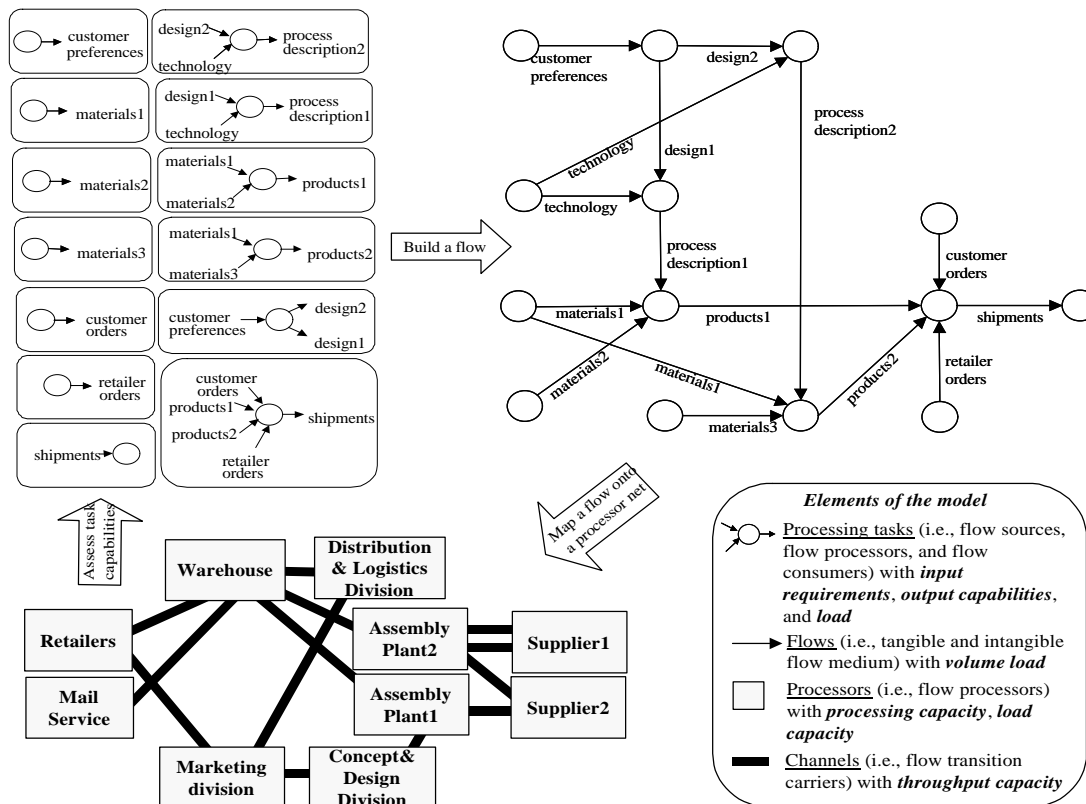 customer
preferences
design2
technology
process
description2
materials1
design1
technology
process
description1
materials2
materials1
materials2
products1
materials3
materials1
materials3
products2
customer
orders
customer
preferences
design2
design1
retailer
orders
customer
orders
products1
products2
retailer
orders
shipments
shipments
Build a flow
customer
preferences
design2
process
description2
technology
design1
technology
process
description1
customer
orders
materials1
products1
shipments
materials2
materials1
products2
retailer
orders
materials3
Assess task
capabilities
Map a flow onto
a processor net
Warehouse
Distribution
& Logistics
Division
Retailers
Assembly
Plant2
Supplier1
Mail
Service
Assembly
Plant1
Supplier2
Marketing
division
Concept&
Design
Division
Elements of the model
Processing tasks (i.e., flow sources,
flow processors, and flow
consumers) with input
requirements, output capabilities,
and load
Flows (i.e., tangible and intangible
flow medium) with volume load
Processors (i.e., flow processors)
with processing capacity, load
capacity
Channels (i.e., flow transition
carriers) with throughput capacity